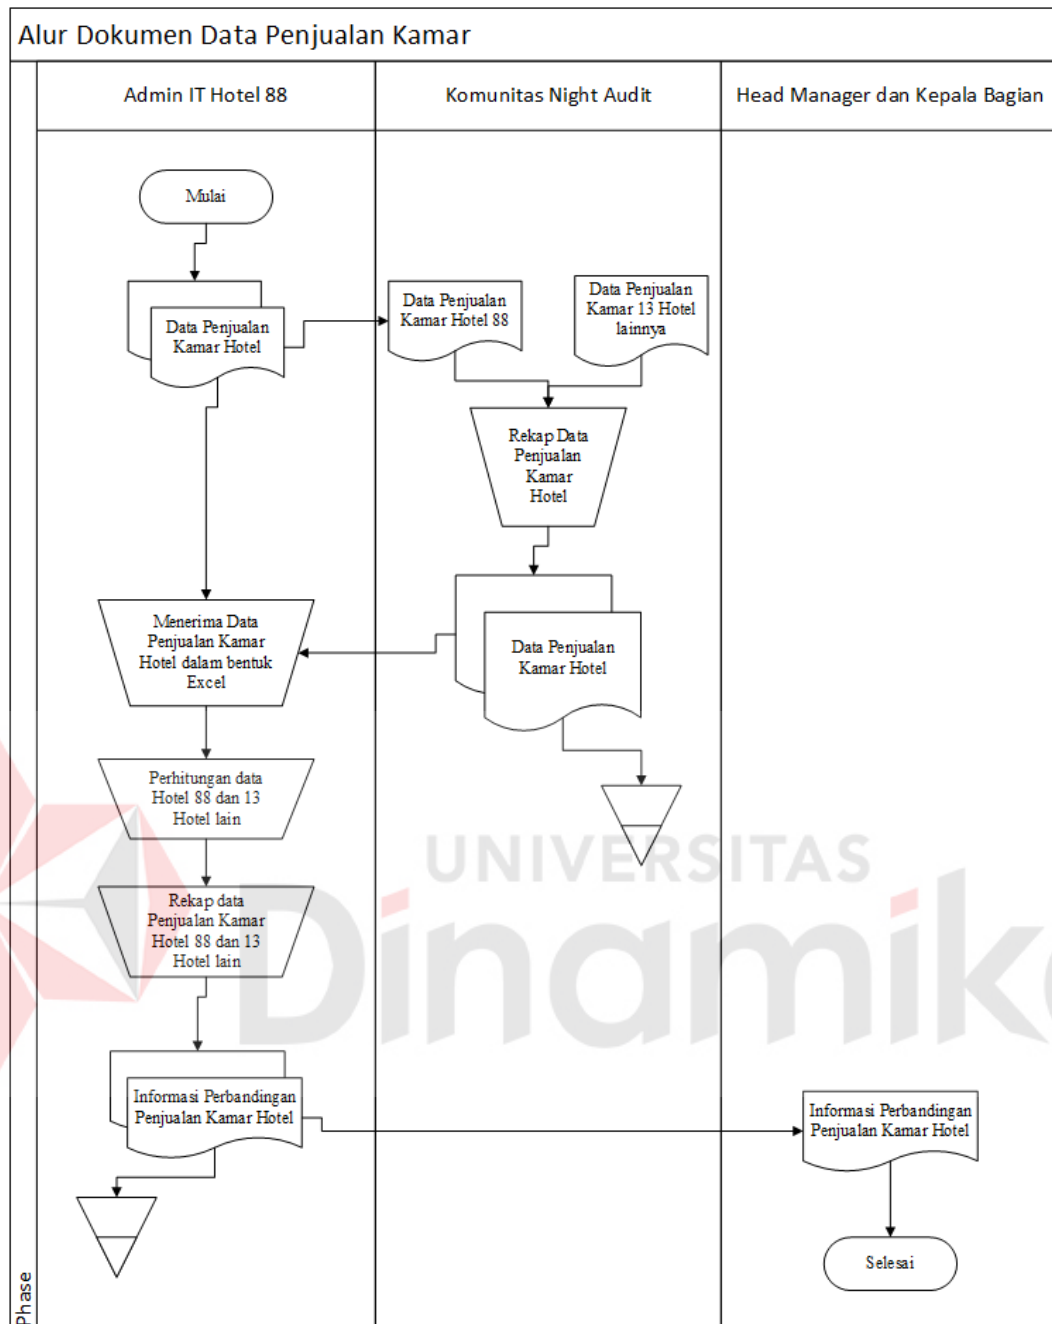 Alur Dokumen Data Penjualan Kamar
Admin IT Hotel 88
Komunitas Night Audit
Head Manager dan Kepala Bagian
Mulai
Data Penjualan
Kamar Hotel
Data Penjualan
Kamar Hotel 88
Data Penjualan
Kamar 13 Hotel
lainnya
Rekap Data
Penjualan
Kamar
Hotel
Menerima Data
Penjualan Kamar
Hotel dalam bentuk
Excel
Data Penjualan
Kamar Hotel
Perhitungan data
Hotel 88 dan 13
Hotel lain
Rekap data
Penjualan Kamar
Hotel 88 dan 13
Hotel lain
Informasi Perbandingan
Penjualan Kamar Hotel
Informasi Perbandingan
Penjualan Kamar Hotel
Selesai
Phase
UNIVERSITAS
Dinamika